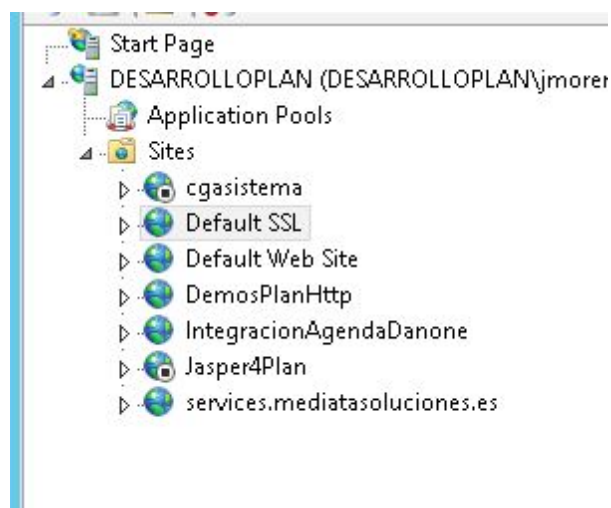 Start Page
DESARROLLOPLAN (DESARROLLOPLAN\jmorer
Application Pools
Sites
cgasistema
Default SSL
Default Web Site
DemosPlanHttp
IntegracionAgendaDanone
Jasper4Plan
services.mediatasoluciones.es